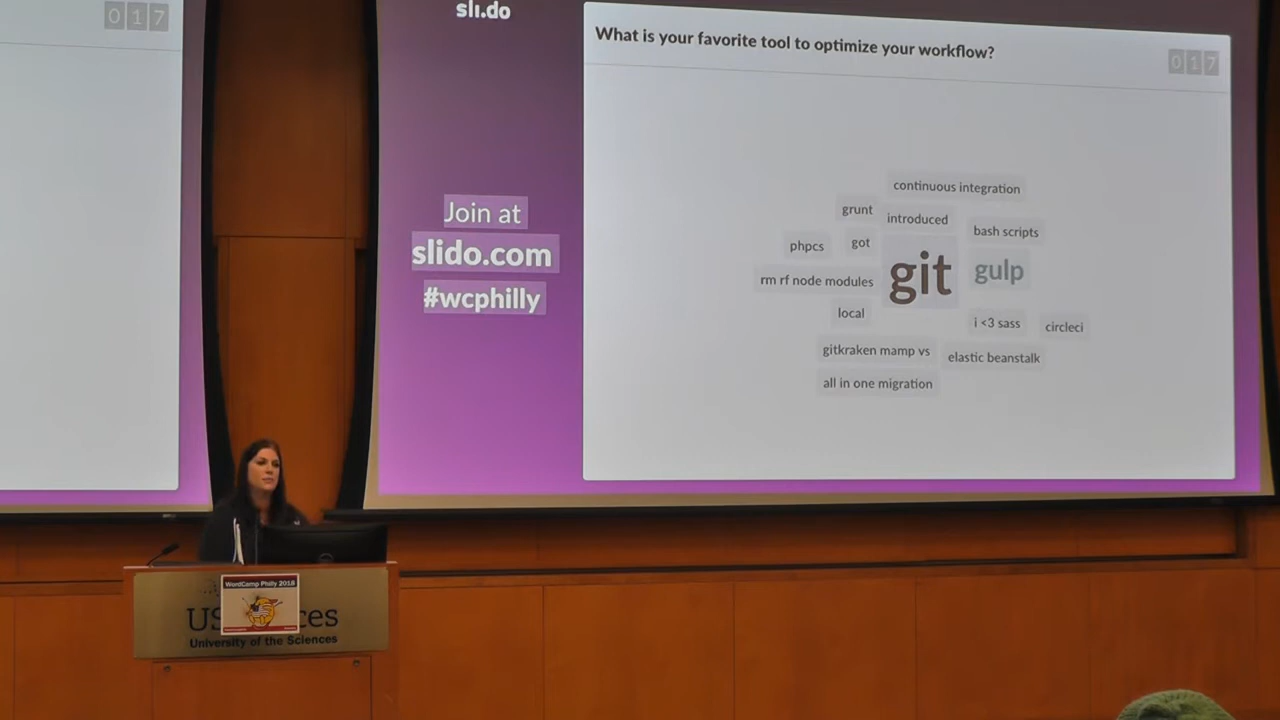 017
sli.do
Join at
slido.com
#wcphilly
What is your favorite tool to optimize your workflow?
017
continuous integration
grunt
introduced
bash scripts
phpcs
got
git
gulp
rm rf node modules
local
i <3 sass
circleci
gitkraken mamp vs
elastic beanstalk
all in one migration
WordCamp Philly 2018
US ces
University of the Sciences